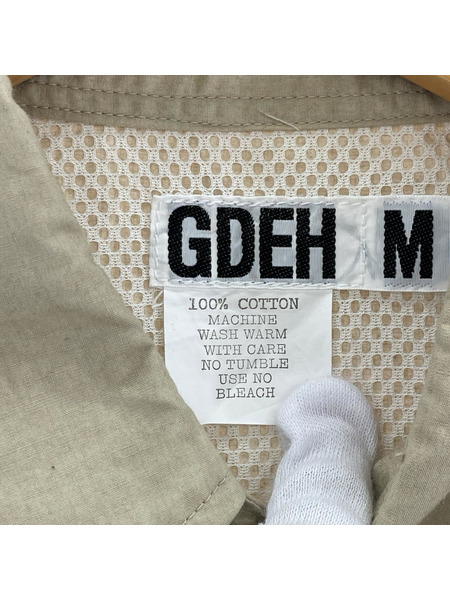 GDEH M
100% COTTON
MACHINE
WASH WARM
WITH CARE
NO TUMBLE
USE NO
BLEACH